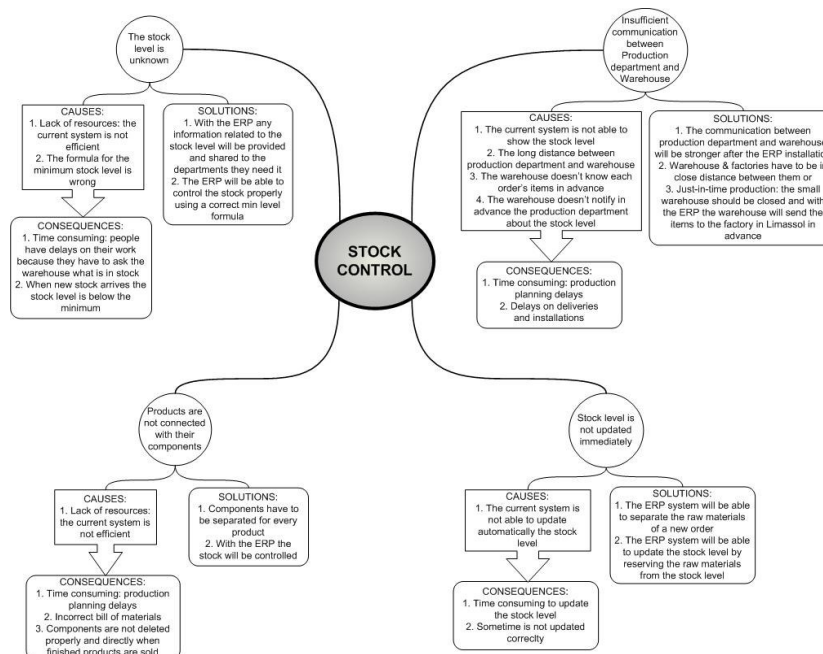 The stock
level is
unknown
CAUSES:
1. Lack of resources: the
current system is not
efficient
2. The formula for the
minimum stock level is
wrong
SOLUTIONS:
1. With the ERP any
information related to the
stock level will be provided
and shared to the
departments they need it
2. The ERP will be able to
control the stock properly
using a correct min level
formula
CONSEQUENCES:
1. Time consuming: people
have delays on their work
because they have to ask the
warehouse what is in stock
2. When new stock arrives the
stock level is below the
minimum
Insufficient
communication
between
Production
department and
Warehouse
CAUSES:
1. The current system is not able to
show the stock level
2. The long distance between
production department and warehouse
3. The warehouse doesn't know each
order's items in advance
4. The warehouse doesn't notify in
advance the production department
about the stock level
SOLUTIONS:
1. The communication between
production department and warehouse
will be stronger after the ERP installation
2. Warehouse & factories have to be in
close distance between them or
3. Just-in-time production: the small
warehouse should be closed and with
the ERP the warehouse will send the
items to the factory in Limassol in
advance
CONSEQUENCES:
1. Time consuming: production
planning delays
2. Delays on deliveries
and installations
STOCK
CONTROL
Products are
not connected
with their
components
CAUSES:
1. Lack of resources:
the current system is
not efficient
SOLUTIONS:
1. Components have to
be separated for every
product
2. With the ERP the
stock will be controlled
CONSEQUENCES:
1. Time consuming: production
planning delays
2. Incorrect bill of materials
3. Components are not deleted
properly and directly when
finished products are sold
Stock level is
not updated
immediately
CAUSES:
1. The current system is
not able to update
automatically the stock
level
SOLUTIONS:
1. The ERP system will be able
to separate the raw materials
of a new order
2. The ERP system will be able
to update the stock level by
reserving the raw materials
from the stock level
CONSEQUENCES:
1. Time consuming to update
the stock level
2. Sometime is not updated
correclty